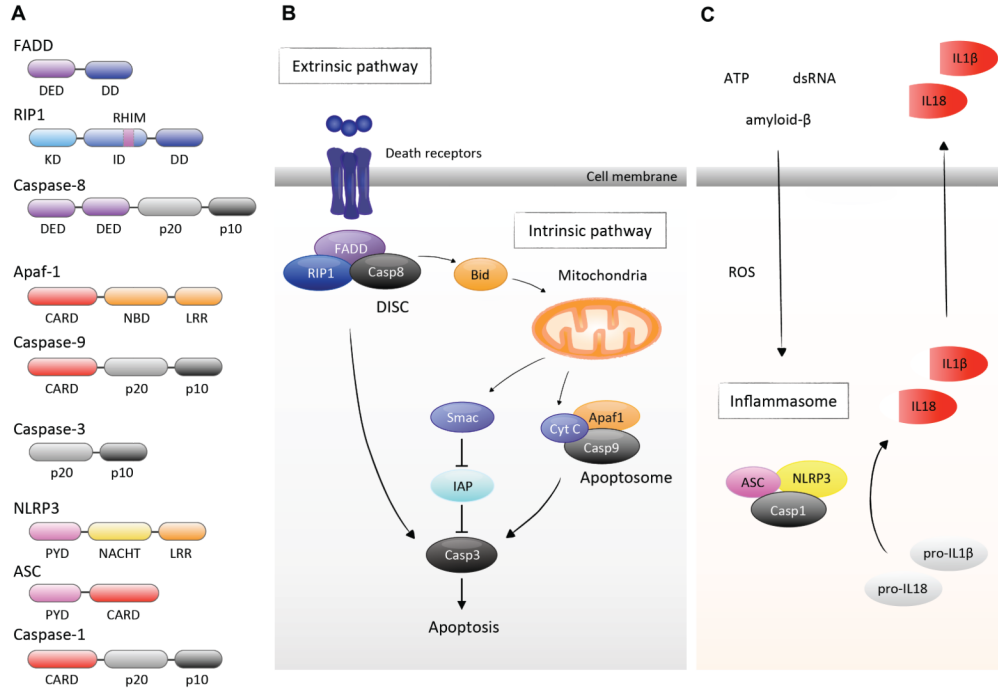 A
FADD
DED DD
RIP1
RHIM
KD ID DD
Caspase-8
DED DED p20 p10
Apaf-1
CARD NBD LRR
Caspase-9
CARD p20 p10
Caspase-3
p20 p10
NLRP3
PYD NACHT LRR
ASC
PYD CARD
Caspase-1
CARD p20 p10
B
Extrinsic pathway
Death receptors
Cell membrane
Intrinsic pathway
FADD
RIP1 Casp8
DISC
Bid
Mitochondria
Smac
Cyt C Apaf1
Casp9
Apoptosome
IAP
Casp3
Apoptosis
C
ATP dsRNA
amyloid-β
IL1β
IL18
ROS
IL1β
IL18
Inflammasome
ASC NLRP3
Casp1
pro-IL1β
pro-IL18